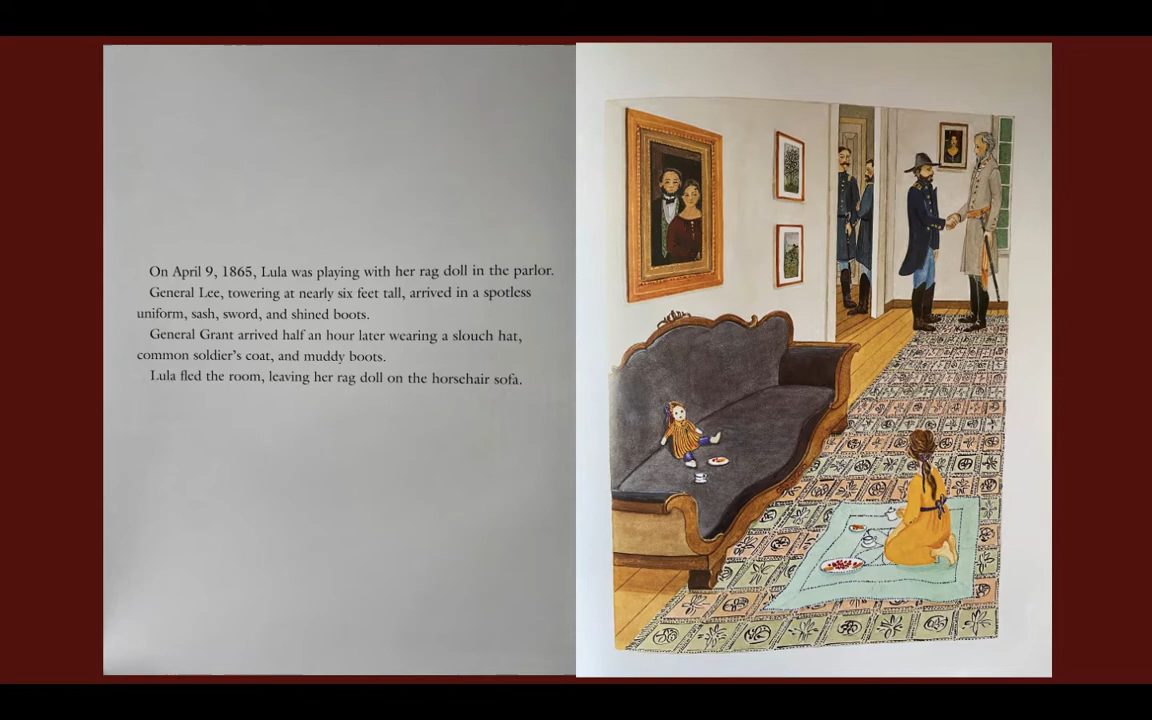 On April 9, 1865, Lula was playing with her rag doll in the parlor.
General Lee, towering at nearly six feet tall, arrived in a spotless
uniform, sash, sword, and shined boots.
General Grant arrived half an hour later wearing a slouch hat,
common soldier's coat, and muddy boots.
Lula fled the room, leaving her rag doll on the horsehair sofa.